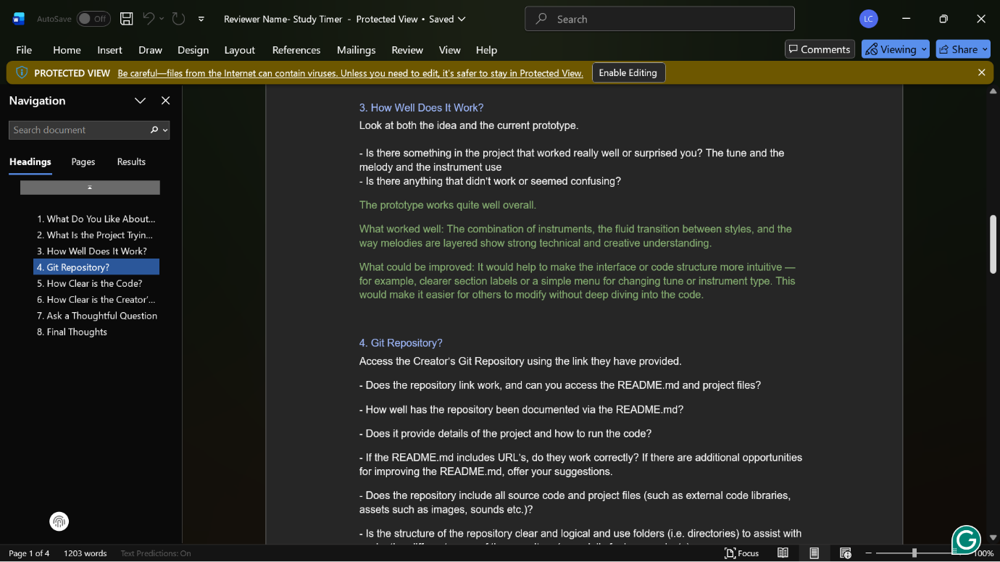 AutoSave Off
Reviewer Name- Study Timer - Protected View • Saved
Search
LC
File Home Insert Draw Design Layout References Mailings Review View Help
Comments Viewing Share
PROTECTED VIEW Be careful—files from the Internet can contain viruses. Unless you need to edit, it's safer to stay in Protected View. Enable Editing
Navigation
Search document
Headings Pages Results
1. What Do You Like About...
2. What Is the Project Tryin...
3. How Well Does It Work?
4. Git Repository?
5. How Clear is the Code?
6. How Clear is the Creator'...
7. Ask a Thoughtful Question
8. Final Thoughts
3. How Well Does It Work?
Look at both the idea and the current prototype.
- Is there something in the project that worked really well or surprised you? The tune and the
melody and the instrument use
- Is there anything that didn't work or seemed confusing?
The prototype works quite well overall.
What worked well: The combination of instruments, the fluid transition between styles, and the
way melodies are layered show strong technical and creative understanding.
What could be improved: It would help to make the interface or code structure more intuitive —
for example, clearer section labels or a simple menu for changing tune or instrument type. This
would make it easier for others to modify without deep diving into the code.
4. Git Repository?
Access the Creator's Git Repository using the link they have provided.
- Does the repository link work, and can you access the README.md and project files?
- How well has the repository been documented via the README.md?
- Does it provide details of the project and how to run the code?
- If the README.md includes URL's, do they work correctly? If there are additional opportunities
for improving the README.md, offer your suggestions.
- Does the repository include all source code and project files (such as external code libraries,
assets such as images, sounds etc.)?
- Is the structure of the repository clear and logical and use folders (i.e. directories) to assist with
Page 1 of 4 1203 words Text Predictions: On Focus 100%